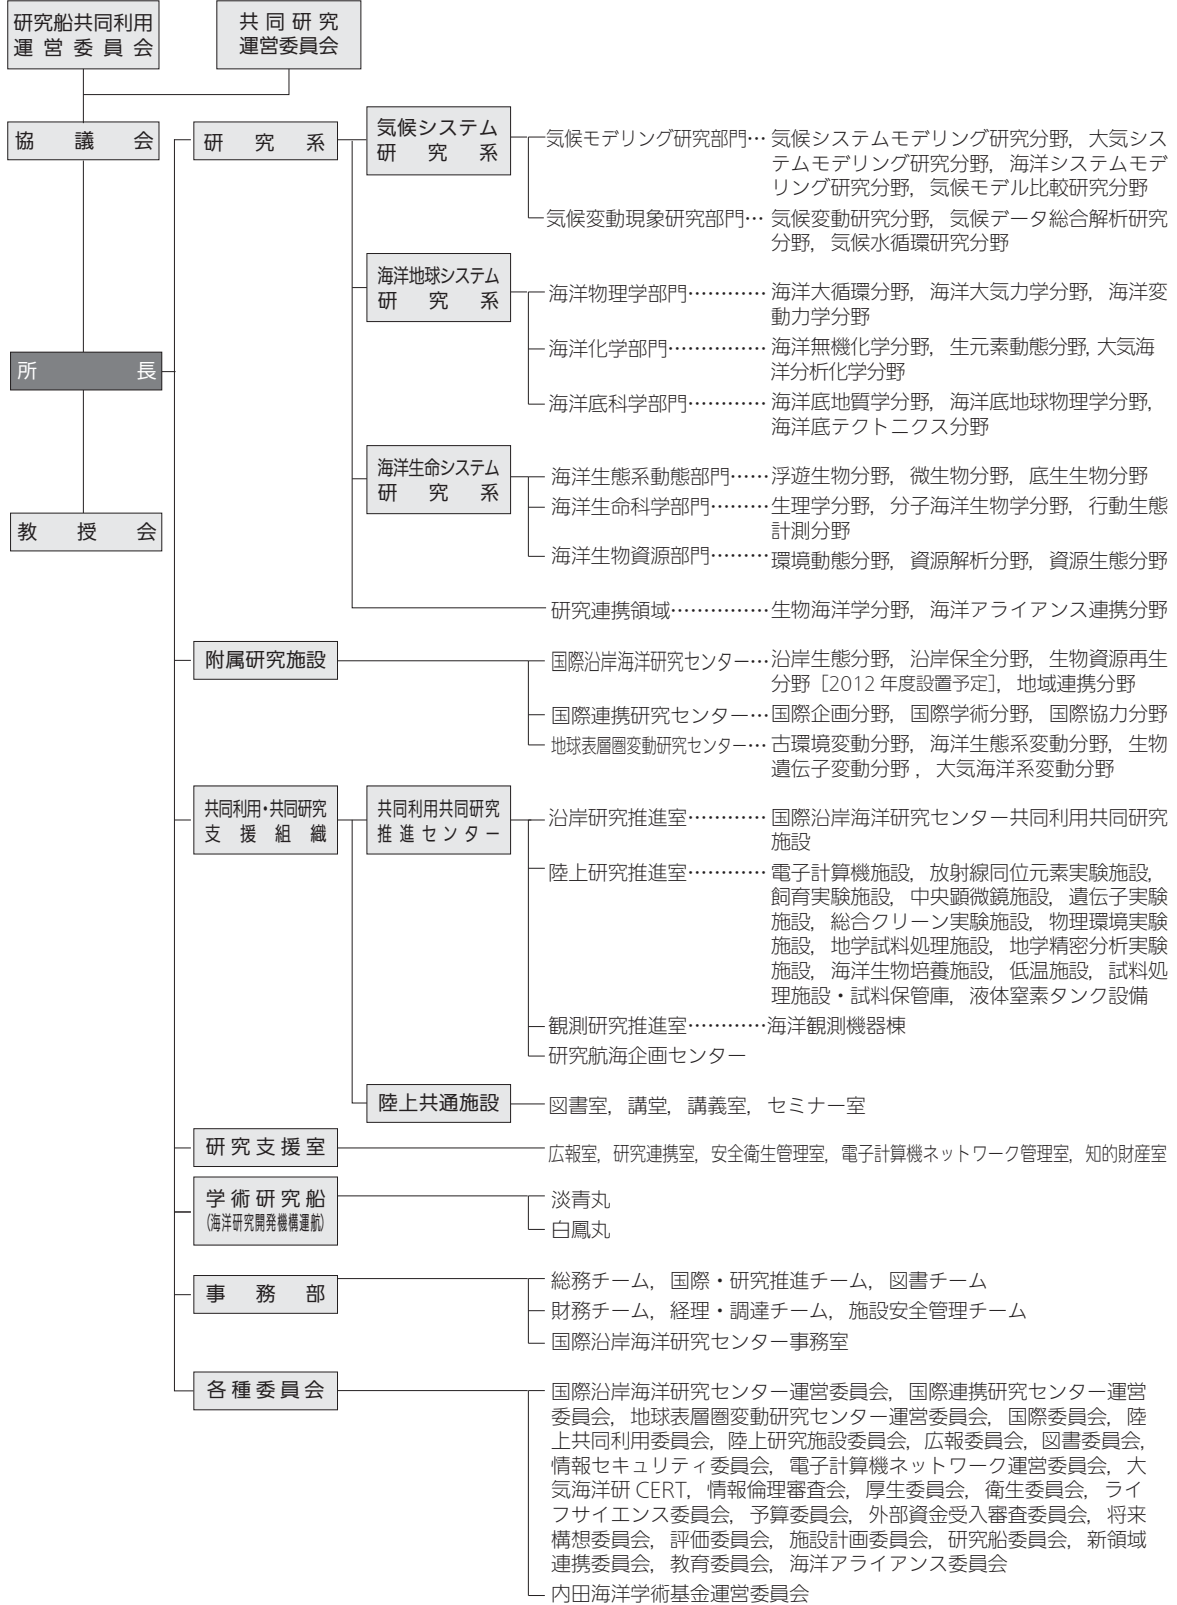 研究船共同利用
運営委員会
共同研究
運営委員会
協議会
所長
教授会
研究系
気候システム
研究系
気候モデリング研究部門…気候システムモデリング研究分野，大気シス
テムモデリング研究分野，海洋システムモデ
リング研究分野，気候モデル比較研究分野
気候変動現象研究部門…気候変動研究分野，気候データ総合解析研究
分野，気候水循環研究分野
海洋地球システム
研究系
海洋物理学部門…………海洋大循環分野，海洋大気力学分野，海洋変
動力学分野
海洋化学部門……………海洋無機化学分野，生元素動態分野，大気海
洋分析化学分野
海洋底科学部門…………海洋底地質学分野，海洋底地球物理学分野，
海洋底テクトニクス分野
海洋生命システム
研究系
海洋生態系動態部門……浮遊生物分野，微生物分野，底生生物分野
海洋生命科学部門………生理学分野，分子海洋生物学分野，行動生態
計測分野
海洋生物資源部門………環境動態分野，資源解析分野，資源生態分野
研究連携領域……………生物海洋学分野，海洋アライアンス連携分野
附属研究施設
国際沿岸海洋研究センター…沿岸生態分野，沿岸保全分野，生物資源再生
分野［2012 年度設置予定］，地域連携分野
国際連携研究センター…国際企画分野，国際学術分野，国際協力分野
地球表層圏変動研究センター…古環境変動分野，海洋生態系変動分野，生物
遺伝子変動分野，大気海洋系変動分野
共同利用・共同研究
支援組織
共同利用共同研究
推進センター
沿岸研究推進室…………国際沿岸海洋研究センター共同利用共同研究
施設
陸上研究推進室…………電子計算機施設，放射線同位元素実験施設，
飼育実験施設，中央顕微鏡施設，遺伝子実験
施設，総合クリーン実験施設，物理環境実験
施設，地学試料処理施設，地学精密分析実験
施設，海洋生物培養施設，低温施設，試料処
理施設・試料保管庫，液体窒素タンク設備
観測研究推進室…………海洋観測機器棟
研究航海企画センター
陸上共通施設
図書室，講堂，講義室，セミナー室
研究支援室
広報室，研究連携室，安全衛生管理室，電子計算機ネットワーク管理室，知的財産室
学術研究船
(海洋研究開発機構運航)
淡青丸
白鳳丸
事務部
総務チーム，国際・研究推進チーム，図書チーム
財務チーム，経理・調達チーム，施設安全管理チーム
国際沿岸海洋研究センター事務室
各種委員会
国際沿岸海洋研究センター運営委員会，国際連携研究センター運営
委員会，地球表層圏変動研究センター運営委員会，国際委員会，陸
上共同利用委員会，陸上研究施設委員会，広報委員会，図書委員会，
情報セキュリティ委員会，電子計算機ネットワーク運営委員会，大
気海洋研 CERT，情報倫理審査会，厚生委員会，衛生委員会，ライ
フサイエンス委員会，予算委員会，外部資金受入審査委員会，将来
構想委員会，評価委員会，施設計画委員会，研究船委員会，新領域
連携委員会，教育委員会，海洋アライアンス委員会
内田海洋学術基金運営委員会